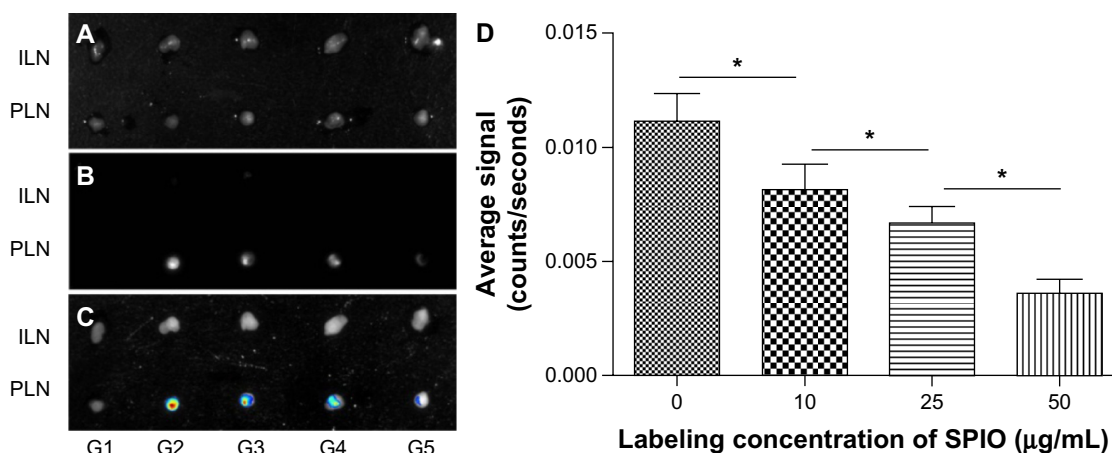 A
ILN
PLN
B
ILN
PLN
C
ILN
PLN
G1 G2 G3 G4 G5
D
0.015
0.010
0.005
0.000
Average signal
(counts/seconds)
*
*
*
0 10 25 50
Labeling concentration of SPIO (μg/mL)